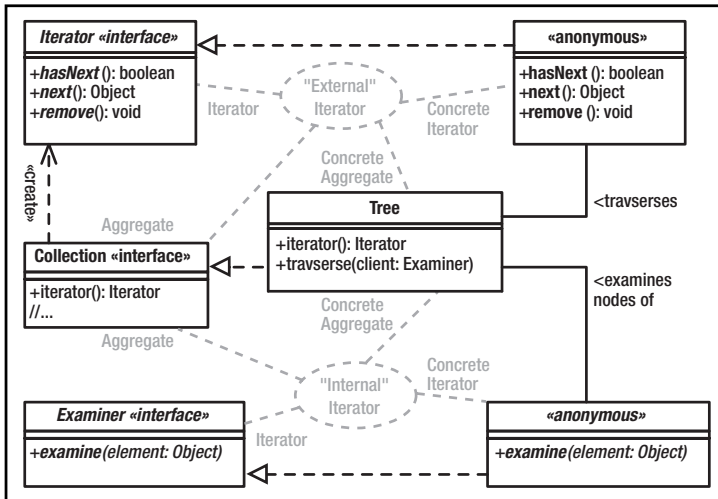 Iterator «interface»
+hasNext (): boolean
+next(): Object
+remove(): void
«anonymous»
+hasNext (): boolean
+next(): Object
+remove (): void
"External"
Iterator
Iterator
Concrete
Iterator
Concrete
Aggregate
Aggregate
«create»
Tree
+iterator(): Iterator
+travserse(client: Examiner)
<travserses
Collection «interface»
+iterator(): Iterator
//...
<examines
nodes of
Concrete
Aggregate
Aggregate
"Internal"
Iterator
Concrete
Iterator
Iterator
Examiner «interface»
+examine(element: Object)
«anonymous»
+examine(element: Object)